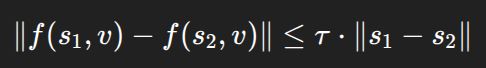 ‖f(s₁, v) − f(s₂, v)‖ ≤ τ · ‖s₁ − s₂‖